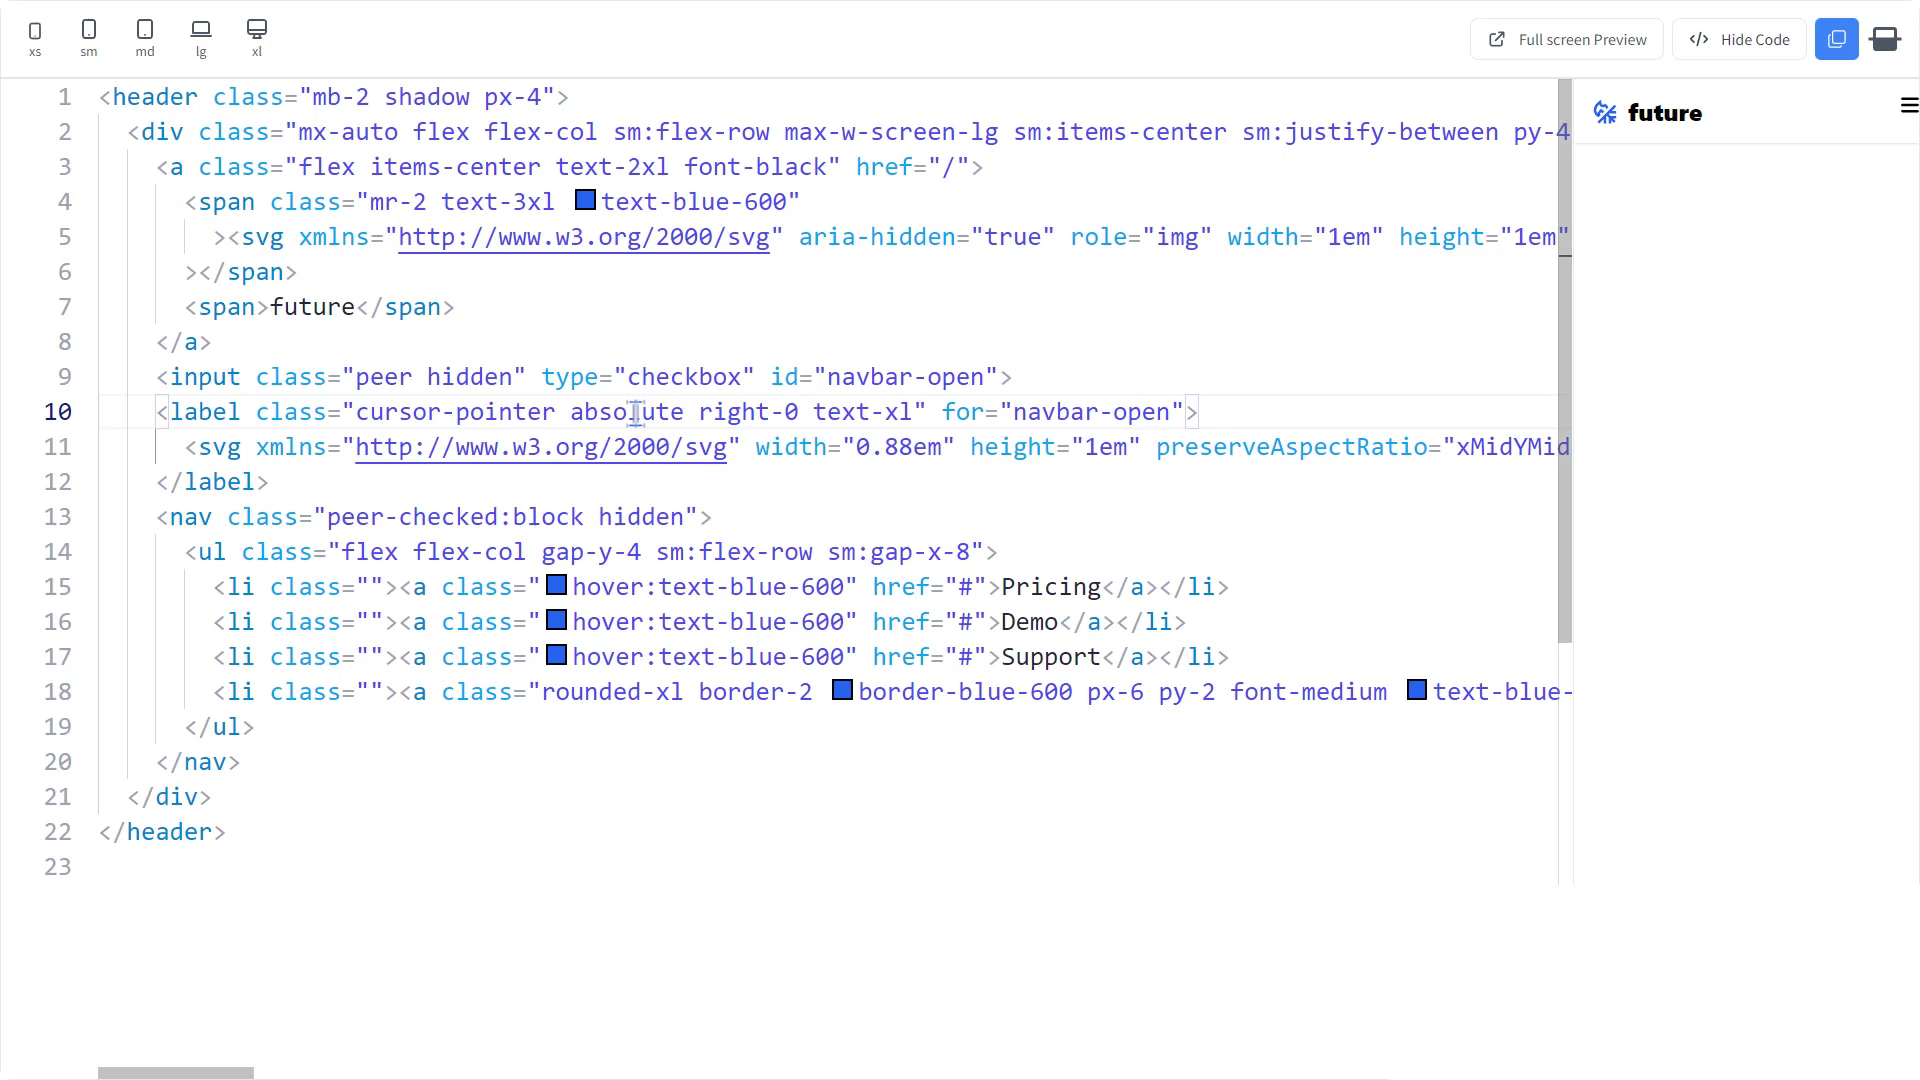 xs sm md lg xl Full screen Preview Hide Code
1 <header class="mb-2 shadow px-4">
2 <div class="mx-auto flex flex-col sm:flex-row max-w-screen-lg sm:items-center sm:justify-between py-4
3 <a class="flex items-center text-2xl font-black" href="/">
4 <span class="mr-2 text-3xl text-blue-600"
5 ><svg xmlns="http://www.w3.org/2000/svg" aria-hidden="true" role="img" width="1em" height="1em"
6 ></span>
7 <span>future</span>
8 </a>
9 <input class="peer hidden" type="checkbox" id="navbar-open">
10 <label class="cursor-pointer absolute right-0 text-xl" for="navbar-open">
11 <svg xmlns="http://www.w3.org/2000/svg" width="0.88em" height="1em" preserveAspectRatio="xMidYMid
12 </label>
13 <nav class="peer-checked:block hidden">
14 <ul class="flex flex-col gap-y-4 sm:flex-row sm:gap-x-8">
15 <li class=""><a class="hover:text-blue-600" href="#">Pricing</a></li>
16 <li class=""><a class="hover:text-blue-600" href="#">Demo</a></li>
17 <li class=""><a class="hover:text-blue-600" href="#">Support</a></li>
18 <li class=""><a class="rounded-xl border-2 border-blue-600 px-6 py-2 font-medium text-blue-
19 </ul>
20 </nav>
21 </div>
22 </header>
23
future